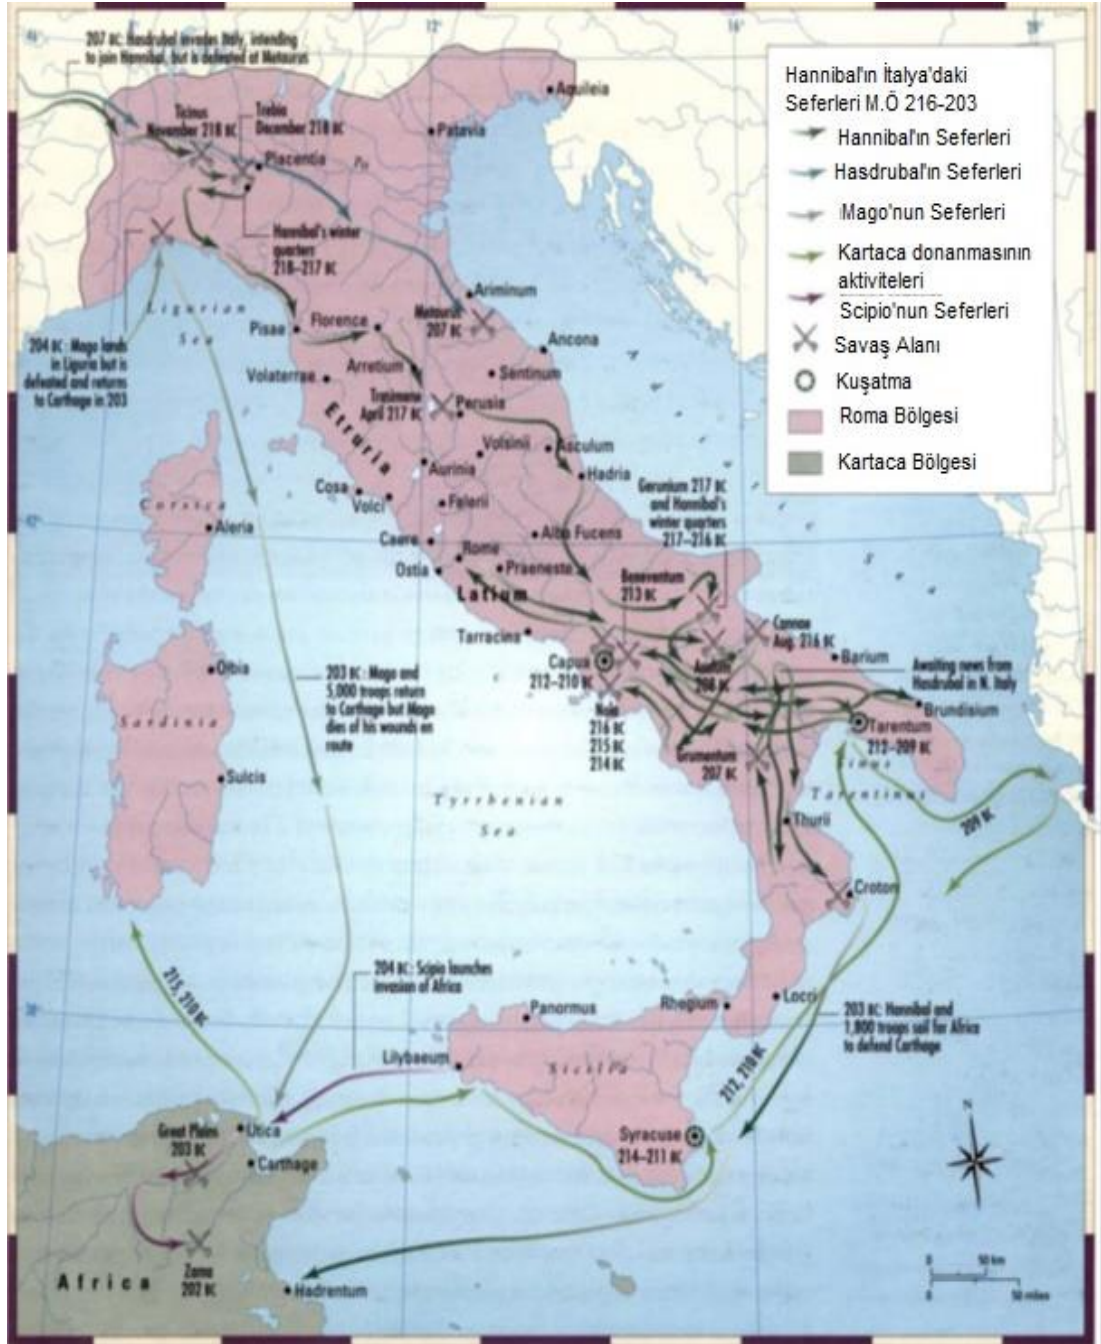 207 BC: Hasdrubal invades Italy, intending
to join Hannibal, but is defeated at Metaurus
Hannibal'ın İtalya'daki
Seferleri M.Ö 216-203
Hannibal'ın Seferleri
Hasdrubal'ın Seferleri
Mago'nun Seferleri
Kartaca donanmasının
aktiviteleri
Scipio'nun Seferleri
Savaş Alanı
Kuşatma
Roma Bölgesi
Kartaca Bölgesi
Aquileia
Patavia
Ticinus
November 218 BC
Trebia
December 218 BC
Placentia
Po
Hannibal's winter
quarters
218–217 BC
Ligurian
Sea
204 BC: Mago lands
in Liguria but is
defeated and returns
to Carthage in 203
Pisae
Florence
Ariminum
Metaurus
207 BC
Ancona
Arretium
Sentinum
Volaterrae
Trasimene
April 217 BC
Perusia
Etruria
Volsinii
Asculum
Aurinia
Hadria
Cosa
Volci
Falerii
Gerunium 217 BC
and Hannibal's
winter quarters
217–216 BC
Corsica
Aleria
Caere
Alba Fucens
Rome
Ostia
Praeneste
Latium
Beneventum
213 BC
Tarracina
Cannae
Aug. 216 BC
Capua
212–210 BC
Barium
208 BC
Awaiting news from
Hasdrubal in N. Italy
Nola
216
215
214
Brundisium
Tarentum
212–209 BC
Grumentum
207 BC
Sinus
Tarentinus
209 BC
Olbia
Sardinia
Sulcis
203 BC: Mago and
5,000 troops return
to Carthage but Mago
dies of his wounds en
route
Tyrrhenian
Sea
Thurii
Croton
215, 210 BC
204 BC: Scipio launches
invasion of Africa
Panormus
Rhegium
Locri
203 BC: Hannibal and
1,800 troops sail for Africa
to defend Carthage
Lilybaeum
Sicilia
212, 210 BC
Great Plains
203 BC
Utica
Carthage
Syracuse
214–211 BC
N
Zama
202 BC
Africa
Hadrentum
0 50 km
0 50 miles